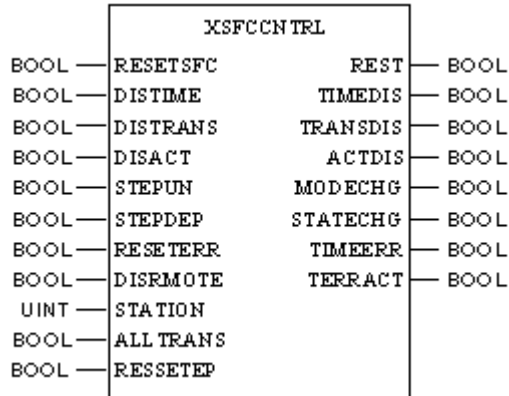 XSFCCNTRL
BOOL RESETSFC REST BOOL
BOOL DISTIME TIMEDIS BOOL
BOOL DISTRANS TRANSDIS BOOL
BOOL DISACT ACTDIS BOOL
BOOL STEPUN MODECHG BOOL
BOOL STEPDEP STATECHG BOOL
BOOL RESETERR TIMEERR BOOL
BOOL DISRMOTE TERRACT BOOL
UINT STATION
BOOL ALLTRANS
BOOL RESSETEP